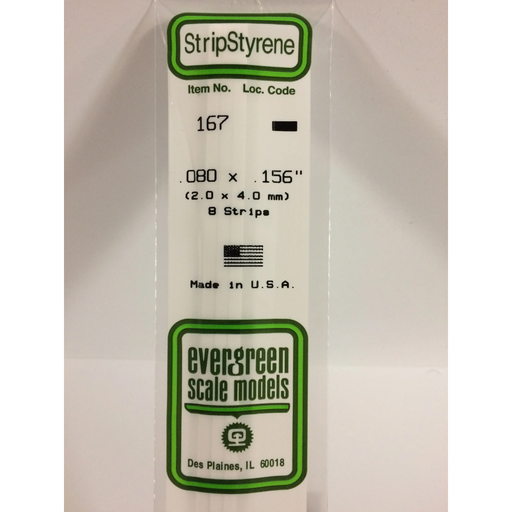 StripStyrene
Item No. Loc. Code
167
.080 x .156"
(2.0 x 4.0 mm)
8 Strips
Made in U.S.A.
evergreen
scale models
Des Plaines, IL 60018